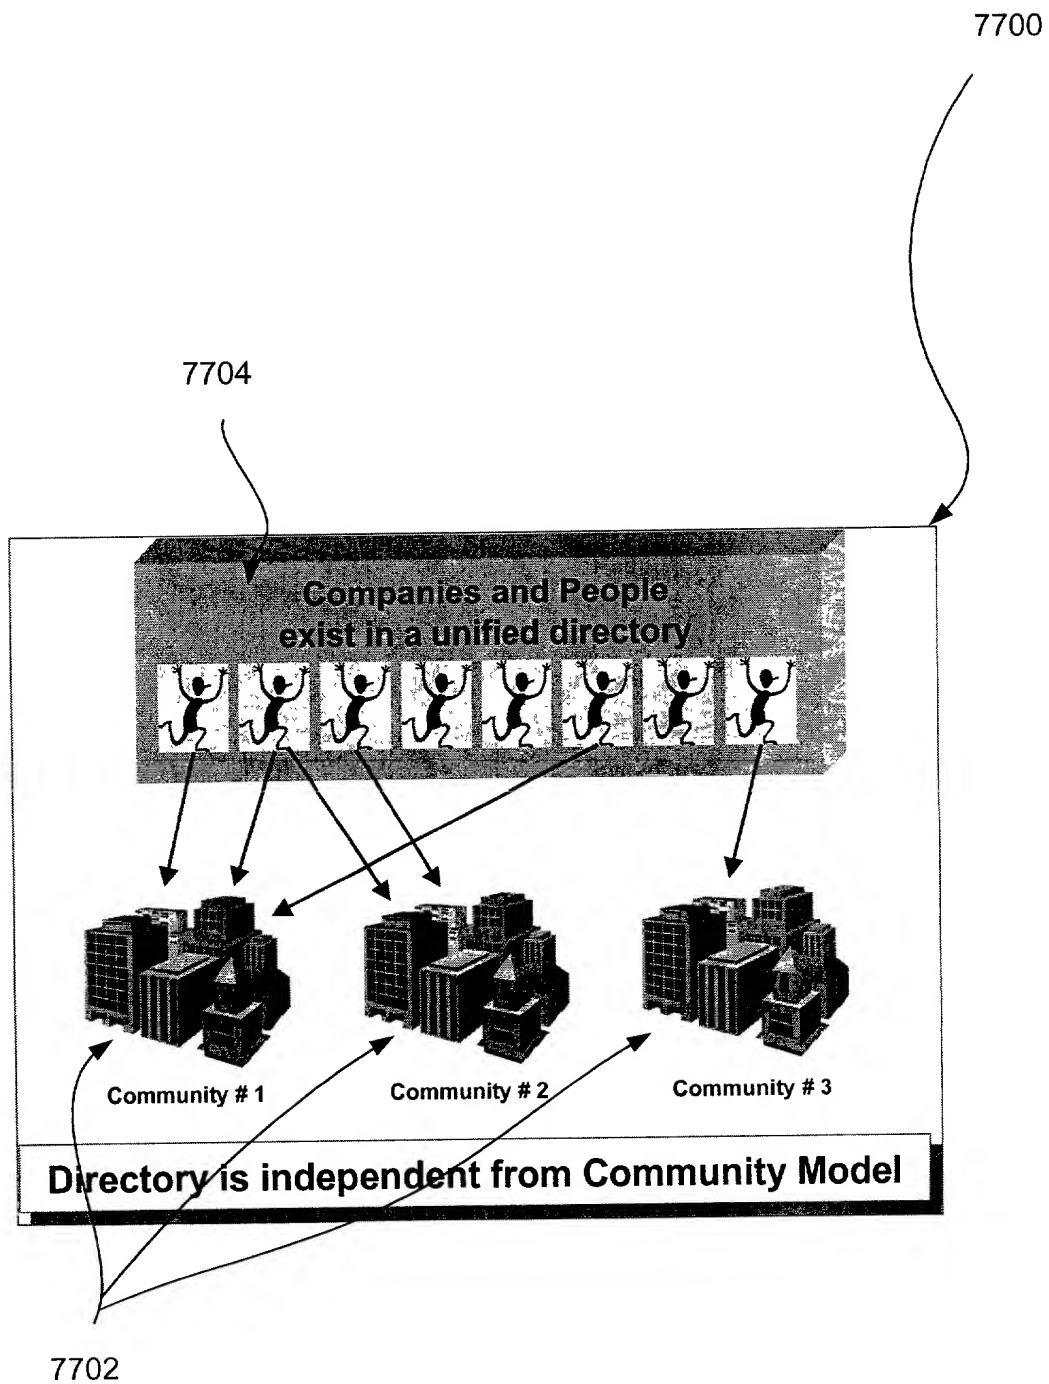 7700
7704
Companies and People
exist in a unified directory
Community # 1
Community # 2
Community # 3
Directory is independent from Community Model
7702